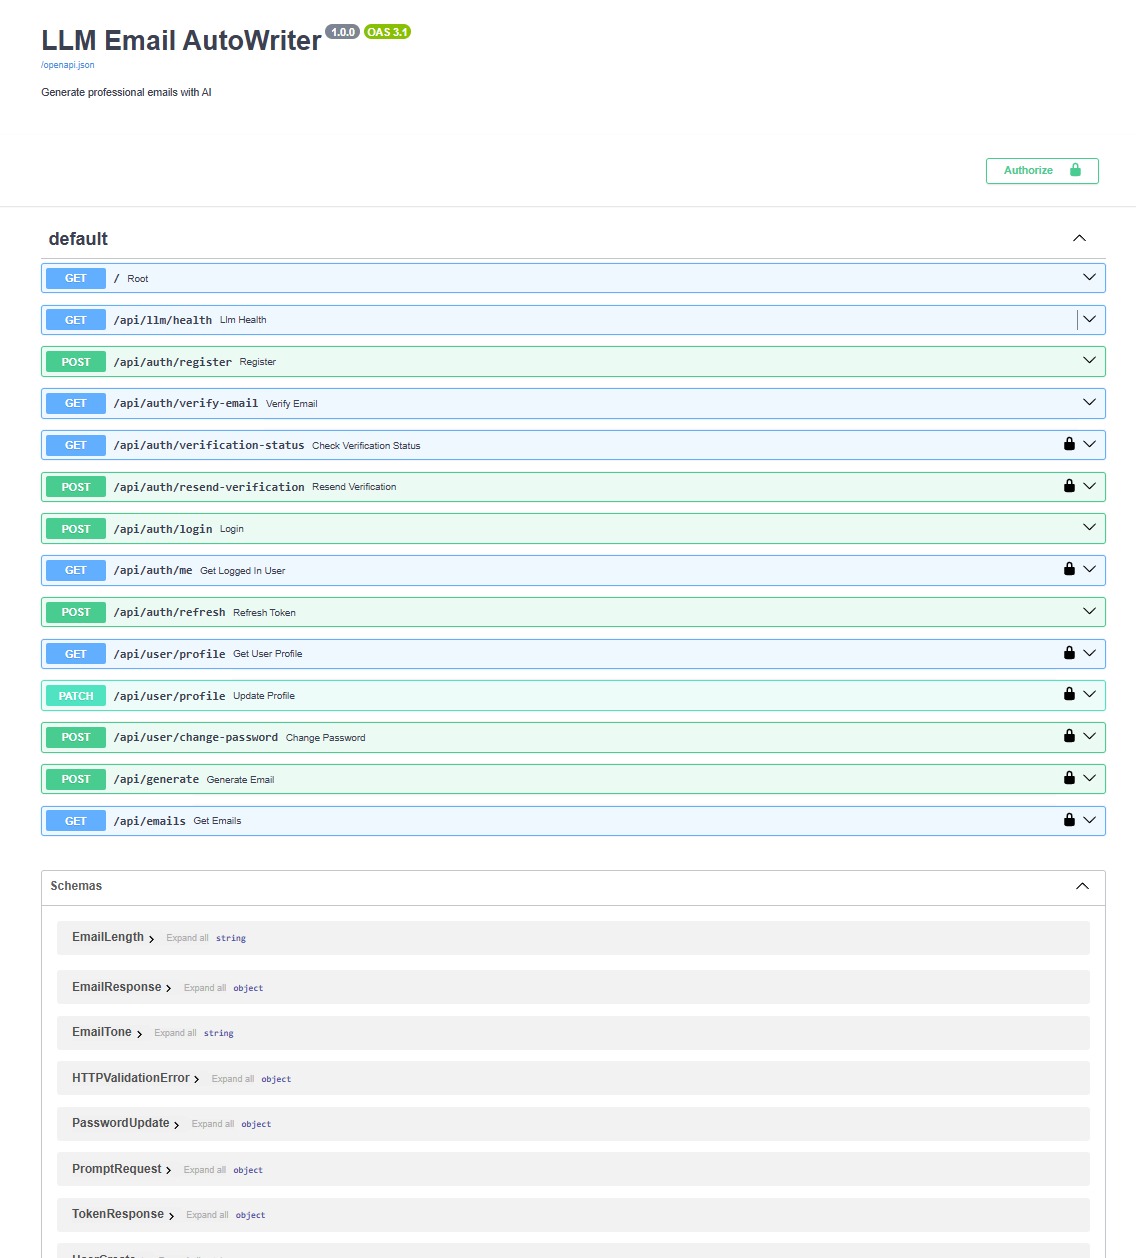 LLM Email AutoWriter 1.0.0 OAS 3.1
/openapi.json
Generate professional emails with AI
Authorize
default
GET / Root
GET /api/llm/health Llm Health
POST /api/auth/register Register
GET /api/auth/verify-email Verify Email
GET /api/auth/verification-status Check Verification Status
POST /api/auth/resend-verification Resend Verification
POST /api/auth/login Login
GET /api/auth/me Get Logged In User
POST /api/auth/refresh Refresh Token
GET /api/user/profile Get User Profile
PATCH /api/user/profile Update Profile
POST /api/user/change-password Change Password
POST /api/generate Generate Email
GET /api/emails Get Emails
Schemas
EmailLength Expand all string
EmailResponse Expand all object
EmailTone Expand all string
HTTPValidationError Expand all object
PasswordUpdate Expand all object
PromptRequest Expand all object
TokenResponse Expand all object